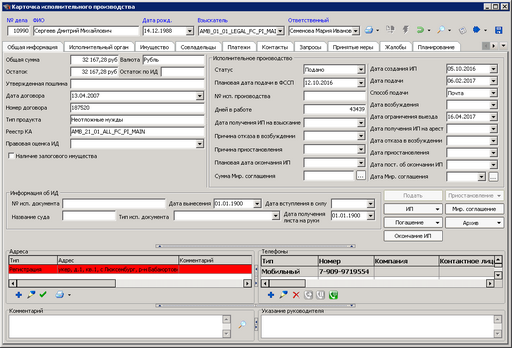 Карточка исполнительного производства
№ дела ФИО Дата рожд. Взыскатель Ответственный
10990 Сергеев Дмитрий Михайлович 14.12.1988 AMB_01_01_LEGAL_FC_PI_MAI Семенова Мария Иванов
Общая информация Исполнительный орган Имущество Совладельцы Платежи Контакты Запросы Принятые меры Жалобы Планирование
Общая сумма 32 167,28 руб Валюта Рубль
Остаток 32 167,28 руб Остаток по ИД
Утвержденная пошлина
Дата договора 13.04.2007
Номер договора 187520
Тип продукта Неотложные нужды
Реестр КА AMB_21_01_ALL_FC_PI_MAIN
Правовая оценка ИД
Наличие залогового имущества
Исполнительное производство
Статус Подано
Плановая дата подачи в ФССП 12.10.2016
№ исп. производства
Дней в работе 43439
Дата получения ИП на взыскание
Причина отказа в возбуждении
Причина приостановления
Плановая дата окончания ИП
Сумма Мир. соглашения ...
Дата создания ИП 05.10.2016
Дата подачи 06.02.2017
Способ подачи Почта
Дата возбуждения
Дата ограничения выезда 16.04.2017
Дата получения ИП на арест
Дата отказа в возбуждении
Дата приостановления
Дата пост. об окончании ИП
Дата Мир. соглашения ...
Информация об ИД
№ исп. документа Дата вынесения 01.01.1900 Дата вступления в силу
Название суда Тип исп. документа Дата получения листа на руки 01.01.1900
Подать Приостановление
ИП Мир. соглашение
Погашение Архив
Окончание ИП
Адреса
Тип Адрес Комментарий
Регистрация
Телефоны
Тип Номер Компания Контактное лиц
Мобильный 7-909-9719554
Комментарий
Указание руководителя